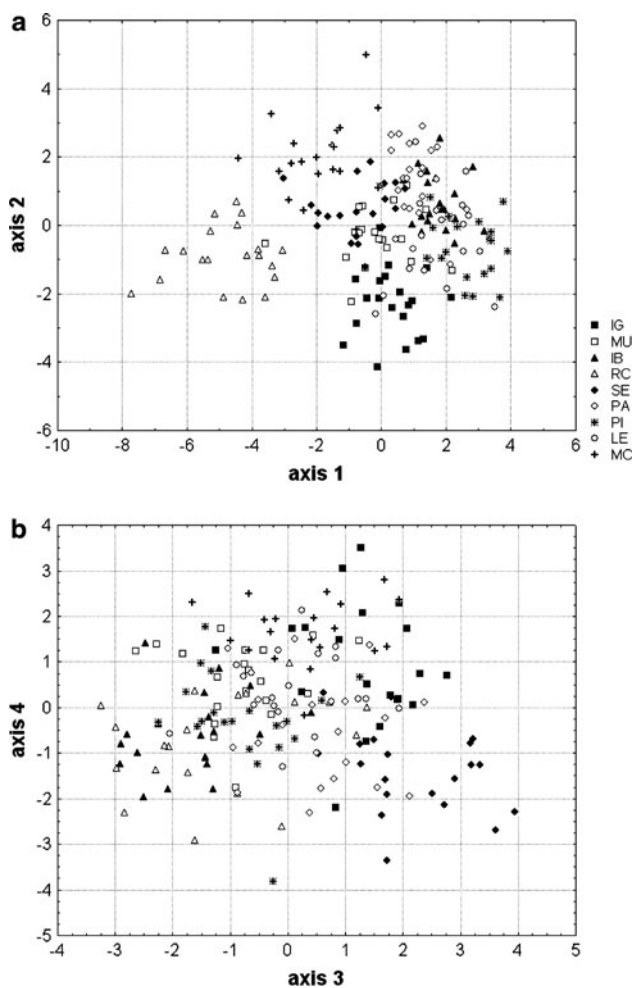 a
6
4
2
0
-2
-4
-6
axis 2
-10 -8 -6 -4 -2 0 2 4 6
axis 1
IG
MU
IB
RC
SE
PA
PI
LE
MC
b
4
3
2
1
0
-1
-2
-3
-4
-5
axis 4
-4 -3 -2 -1 0 1 2 3 4 5
axis 3